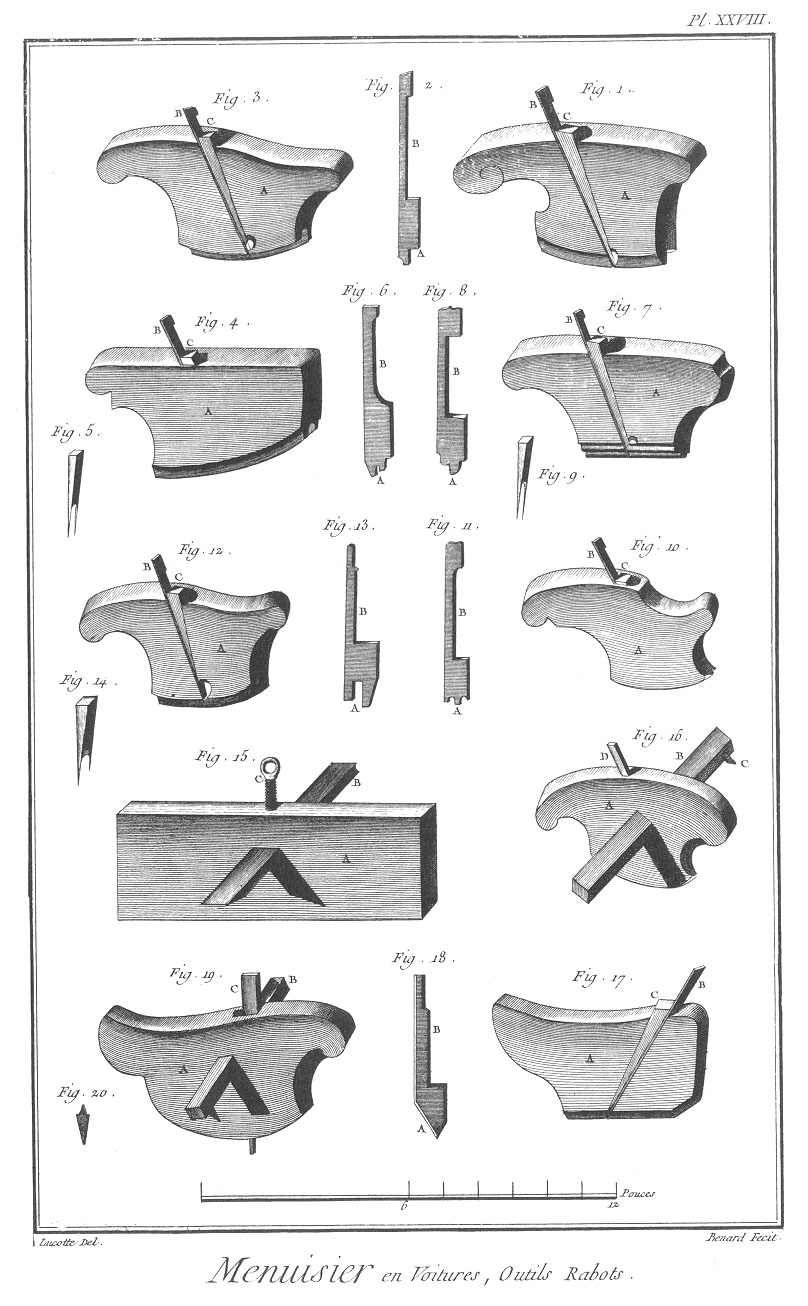 Pl. XXVIII.
Fig. 3.
B
C
A
Fig. 2.
B
A
Fig. 1.
B
C
A
Fig. 4.
B
C
A
Fig. 6.
B
A
Fig. 8.
B
A
Fig. 7.
B
C
A
Fig. 5.
Fig. 9.
Fig. 12.
B
C
A
Fig. 13.
B
A
Fig. 11.
B
A
Fig. 10.
B
C
A
Fig. 14.
Fig. 15.
C
B
A
Fig. 16.
D
B
C
A
Fig. 19.
C
B
A
Fig. 18.
B
A
Fig. 17.
C
B
A
Fig. 20.
6
12
Pouces
Lucotte Del.
Benard Fecit.
Menuisier en Voitures, Outils Rabots.